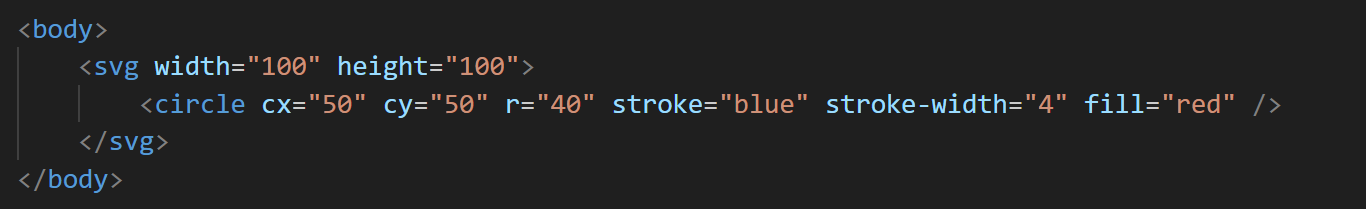 <body>
<svg width="100" height="100">
<circle cx="50" cy="50" r="40" stroke="blue" stroke-width="4" fill="red" />
</svg>
</body>